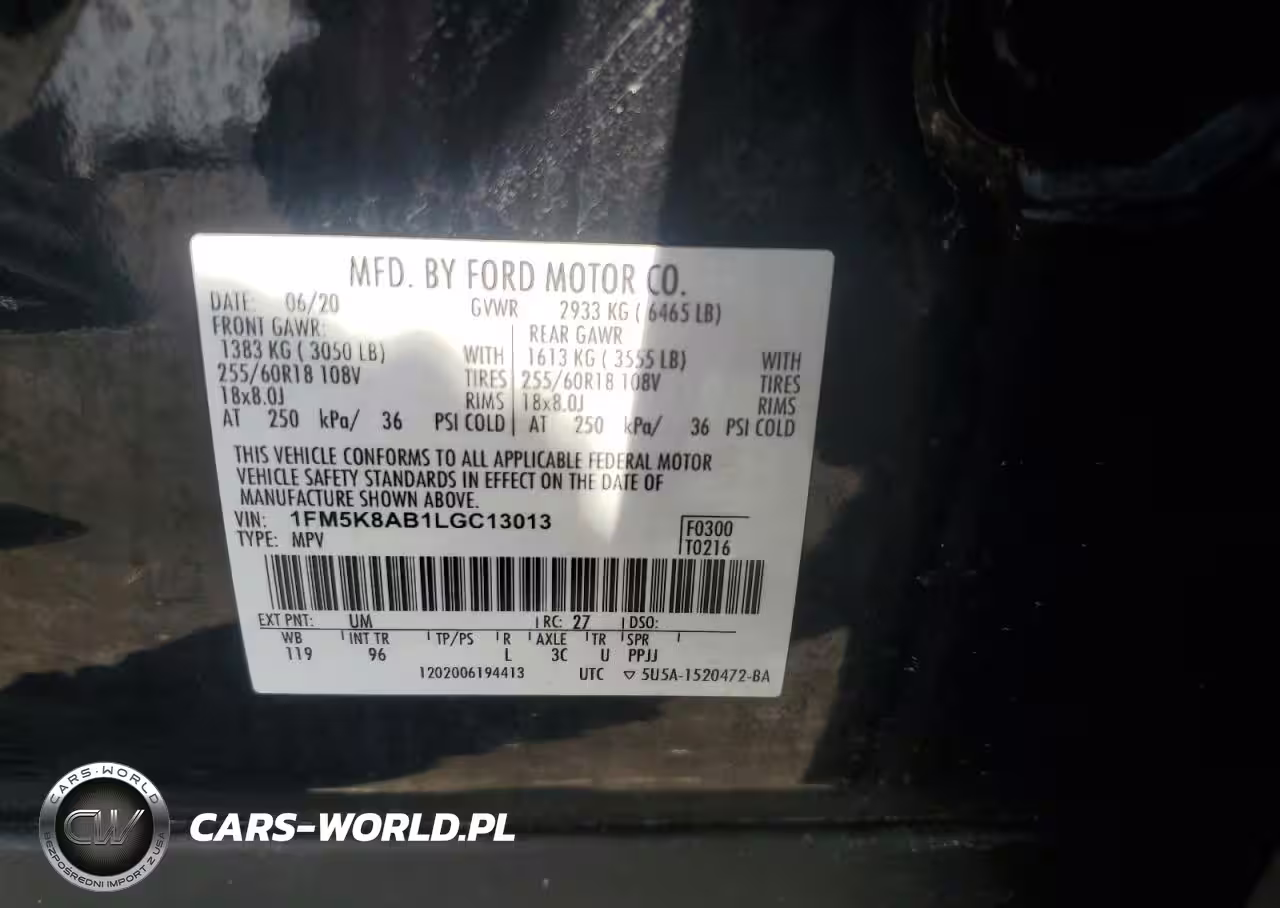 MFD. BY FORD MOTOR CO.
DATE: 06/20 GVWR 2933 KG ( 6465 LB)
FRONT GAWR: REAR GAWR
1383 KG ( 3050 LB) WITH 1613 KG ( 3555 LB) WITH
255/60R18 108V TIRES 255/60R18 108V TIRES
18x8.0J RIMS 18x8.0J RIMS
AT 250 kPa/ 36 PSI COLD AT 250 kPa/ 36 PSI COLD
THIS VEHICLE CONFORMS TO ALL APPLICABLE FEDERAL MOTOR
VEHICLE SAFETY STANDARDS IN EFFECT ON THE DATE OF
MANUFACTURE SHOWN ABOVE.
VIN: 1FM5K8AB1LGC13013 F0300
TYPE: MPV T0216
EXT PNT: UM RC: 27 DSO:
WB INT TR TP/PS R AXLE TR SPR
119 96 L 3C U PPJJ
1202006194413 UTC ▽ 5U5A-1520472-BA
CARS-WORLD
CW
BEZPOŚREDNI IMPORT Z USA
CARS-WORLD.PL